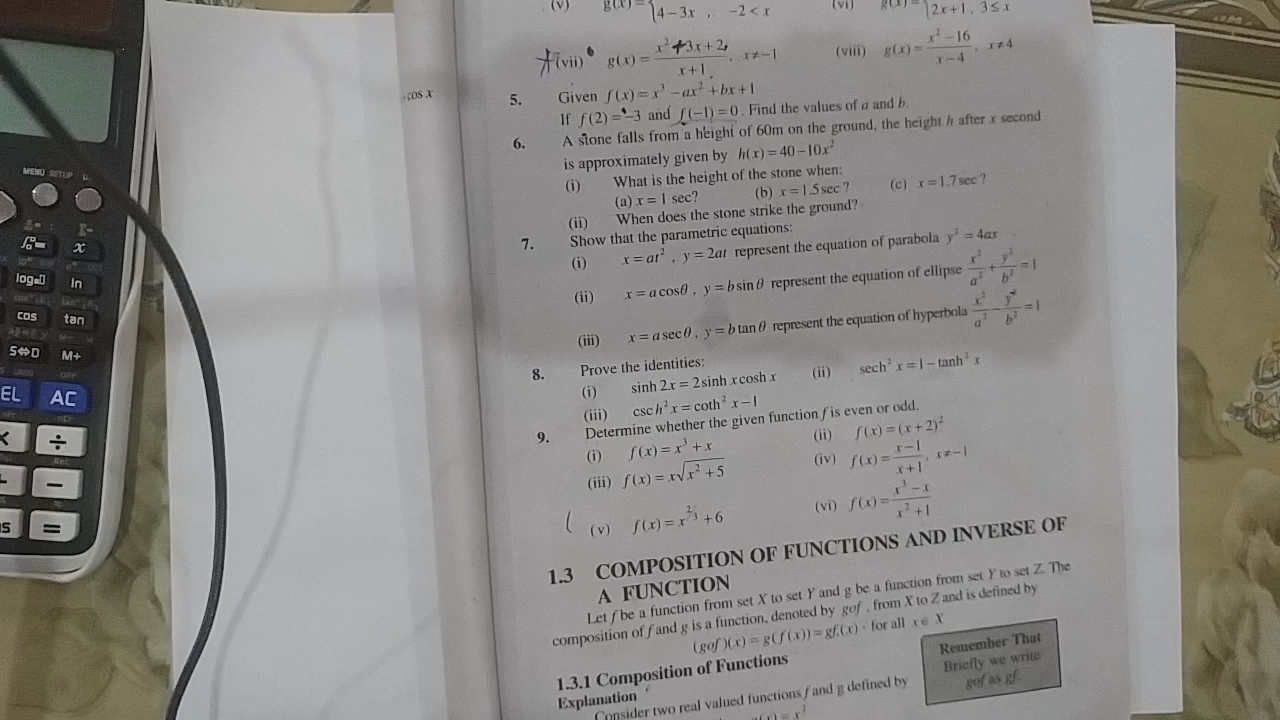 (v) g(x)={4-3x , -2<x (vi) g(x)={2x+1, 3≤x
(vii) g(x)=(x²+3x+2)/(x+1), x≠-1 (viii) g(x)=(x²-16)/(x-4), x≠4
cos x
5. Given f(x)=x³-ax²+bx+1
If f(2)=-3 and f(-1)=0. Find the values of a and b.
6. A stone falls from a height of 60m on the ground, the height h after x second
is approximately given by h(x)=40-10x²
(i) What is the height of the stone when:
(a) x=1 sec? (b) x=1.5sec? (c) x=1.7sec?
(ii) When does the stone strike the ground?
7. Show that the parametric equations:
(i) x=at², y=2at represent the equation of parabola y²=4ax
(ii) x=a cosθ, y=b sinθ represent the equation of ellipse x²/a²+y²/b²=1
(iii) x=a secθ, y=b tanθ represent the equation of hyperbola x²/a²-y²/b²=1
8. Prove the identities:
(i) sinh 2x=2sinh x cosh x (ii) sech² x=1-tanh² x
(iii) csch² x=coth² x-1
9. Determine whether the given function f is even or odd.
(i) f(x)=x³+x (ii) f(x)=(x+2)²
(iii) f(x)=x√(x²+5) (iv) f(x)=(x-1)/(x+1), x≠-1
(v) f(x)=x^(2/3)+6 (vi) f(x)=(x³-x)/(x²+1)
1.3 COMPOSITION OF FUNCTIONS AND INVERSE OF
A FUNCTION
Let f be a function from set X to set Y and g be a function from set Y to set Z. The
composition of f and g is a function, denoted by gof, from X to Z and is defined by
(gof)(x)=g(f(x))=gf.(x) for all x∈X
1.3.1 Composition of Functions
Explanation
Consider two real valued functions f and g defined by
Remember That
Briefly we write
gof as gf.
MENU SETUP
x
log
ln
cos
tan
S⇔D
M+
EL
AC
÷
−
=